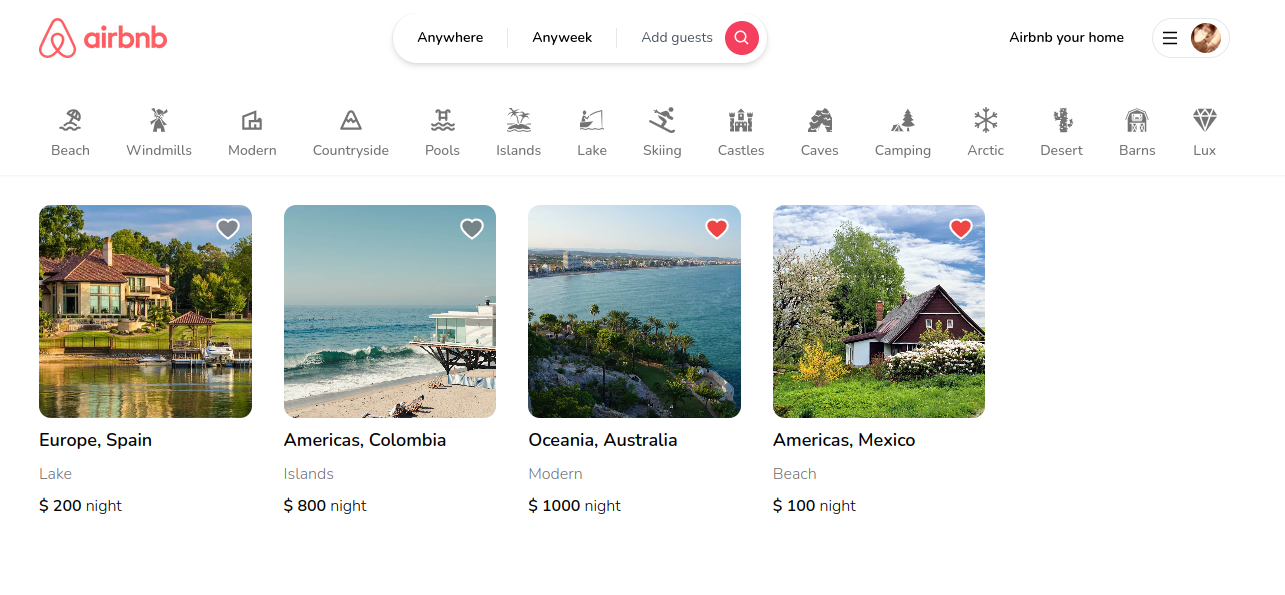 airbnb
Anywhere
Anyweek
Add guests
Airbnb your home
Beach
Windmills
Modern
Countryside
Pools
Islands
Lake
Skiing
Castles
Caves
Camping
Arctic
Desert
Barns
Lux
Europe, Spain
Lake
$ 200 night
Americas, Colombia
Islands
$ 800 night
Oceania, Australia
Modern
$ 1000 night
Americas, Mexico
Beach
$ 100 night